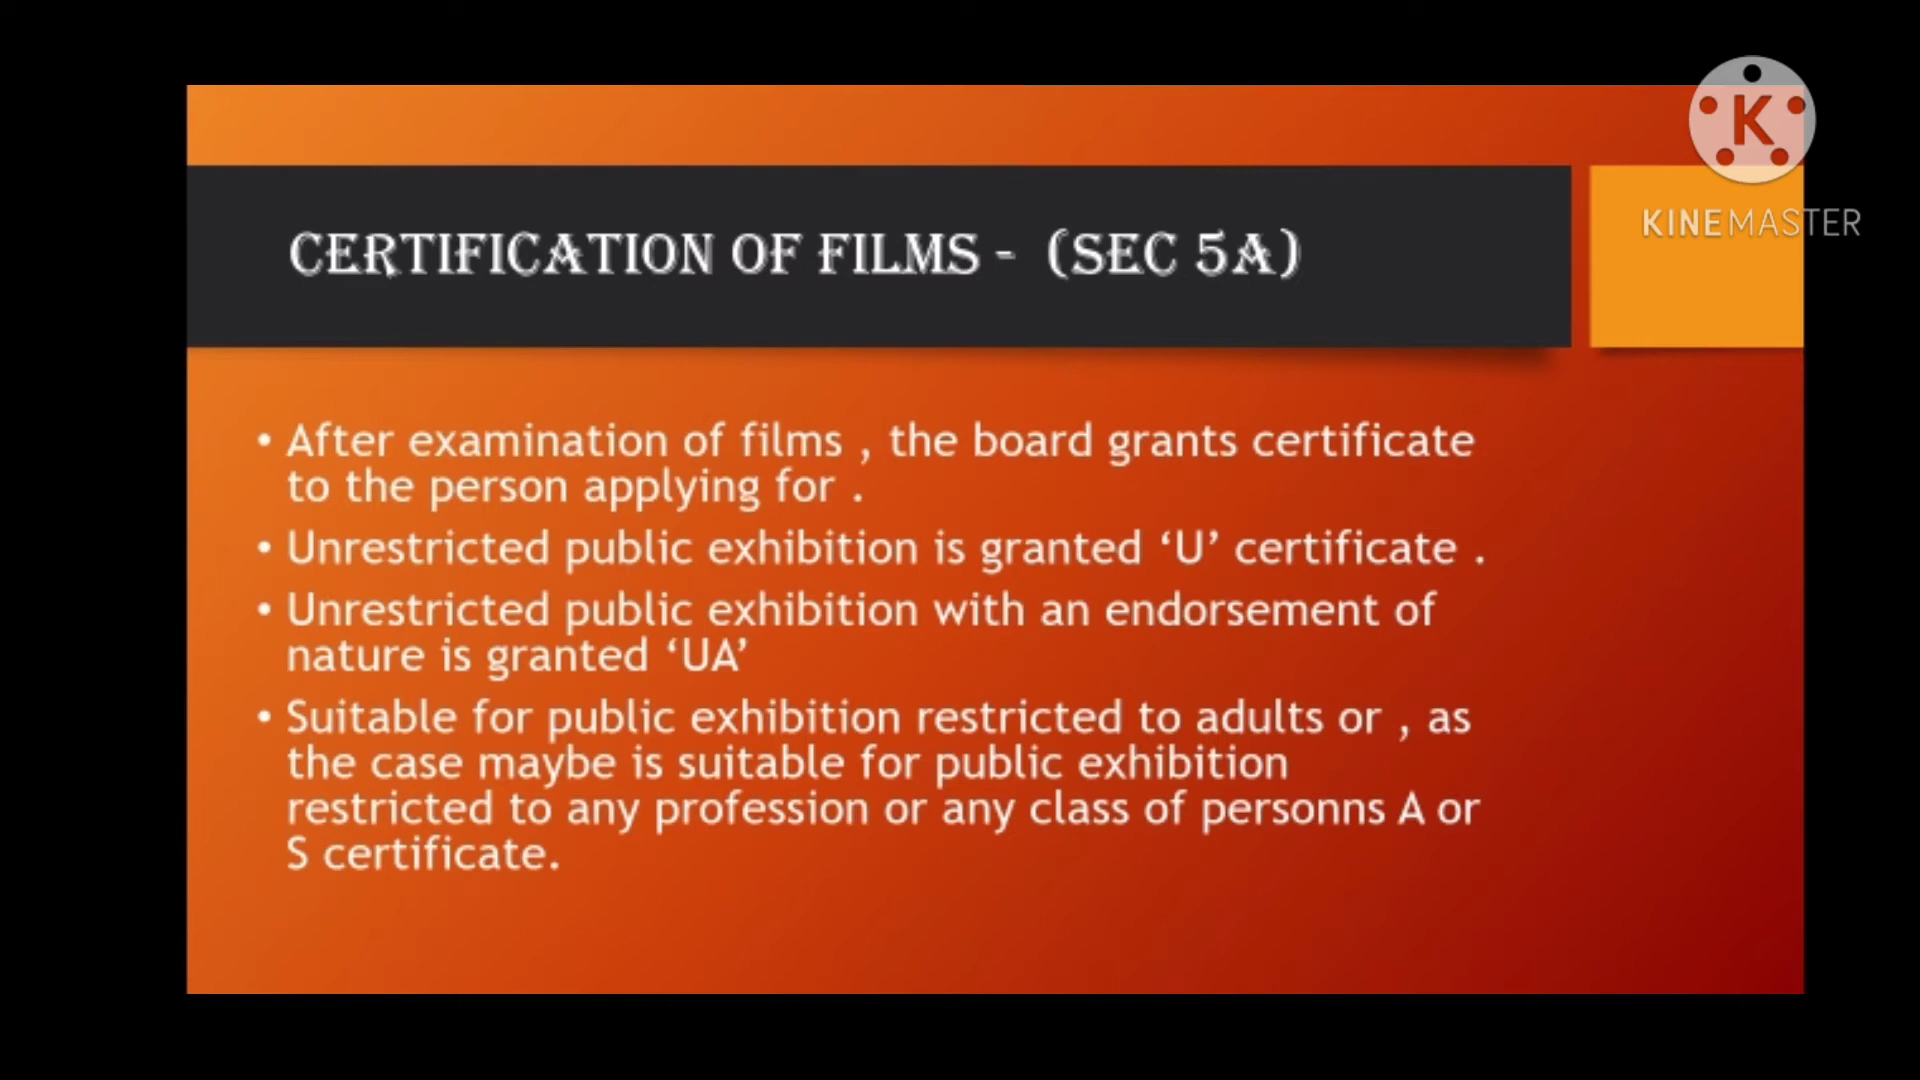 K
KINEMASTER
CERTIFICATION OF FILMS - (SEC 5A)
• After examination of films , the board grants certificate
to the person applying for .
• Unrestricted public exhibition is granted ‘U’ certificate .
• Unrestricted public exhibition with an endorsement of
nature is granted ‘UA’
• Suitable for public exhibition restricted to adults or , as
the case maybe is suitable for public exhibition
restricted to any profession or any class of personns A or
S certificate.